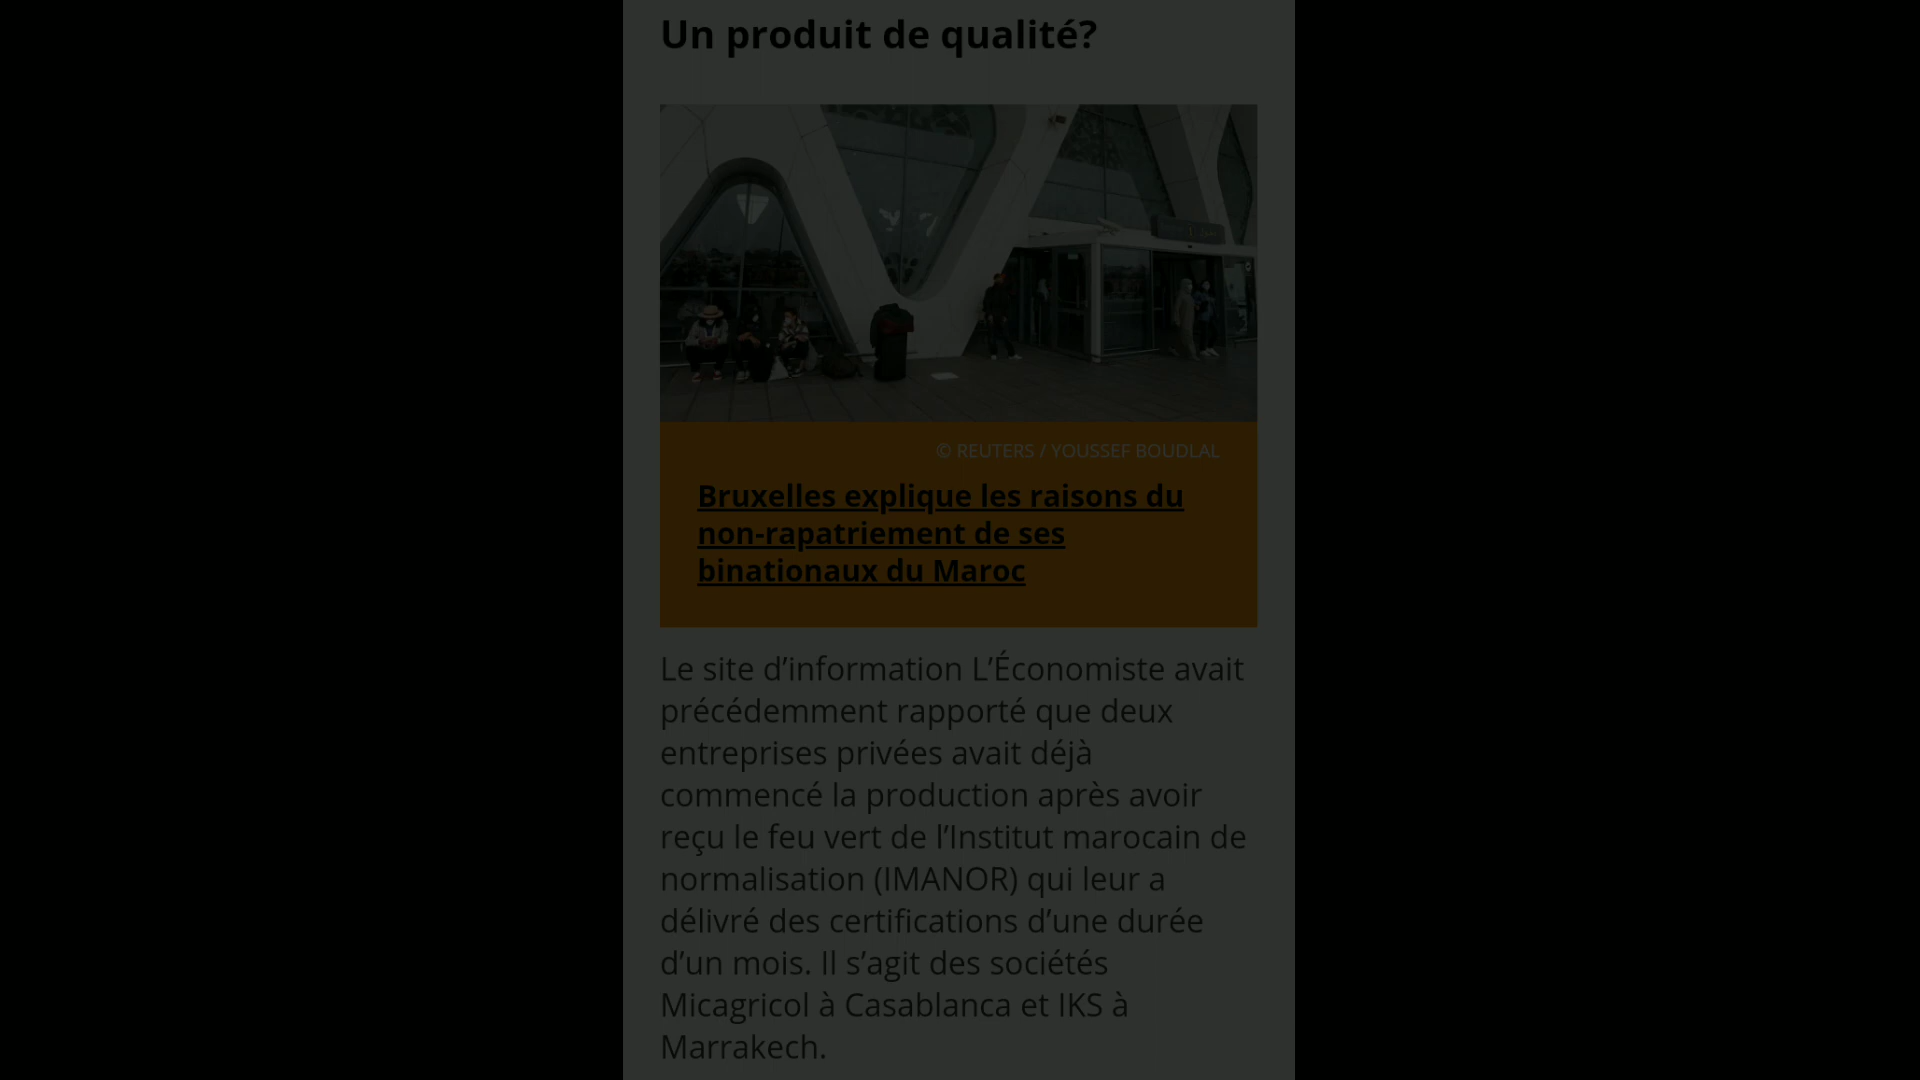 Un produit de qualité?
© REUTERS / YOUSSEF BOUDLAL
Bruxelles explique les raisons du
non-rapatriement de ses
binationaux du Maroc
Le site d’information L’Économiste avait
précédemment rapporté que deux
entreprises privées avait déjà
commencé la production après avoir
reçu le feu vert de l’Institut marocain de
normalisation (IMANOR) qui leur a
délivré des certifications d’une durée
d’un mois. Il s’agit des sociétés
Micagricol à Casablanca et IKS à
Marrakech.